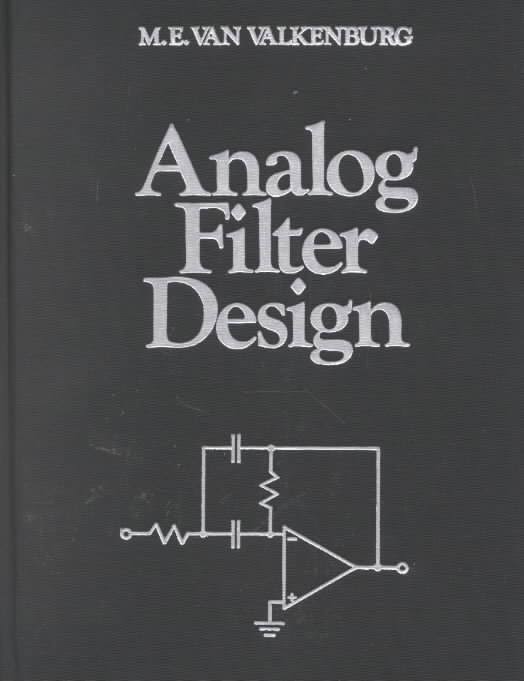 M.E. VAN VALKENBURG
Analog
Filter
Design
-
+